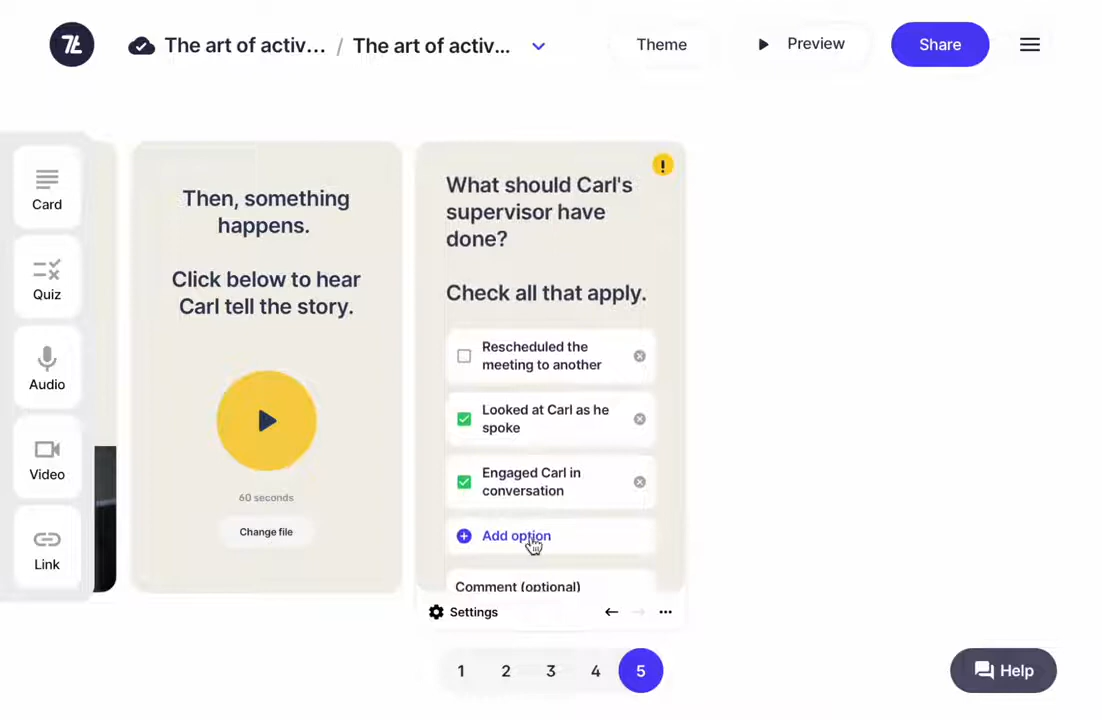 7t
The art of activ... / The art of activ...
Theme
Preview
Share
Card
Quiz
Audio
Video
Link
Then, something
happens.
Click below to hear
Carl tell the story.
60 seconds
Change file
!
What should Carl's
supervisor have
done?
Check all that apply.
Rescheduled the
meeting to another
Looked at Carl as he
spoke
Engaged Carl in
conversation
Add option
Comment (optional)
Settings
1 2 3 4 5
Help